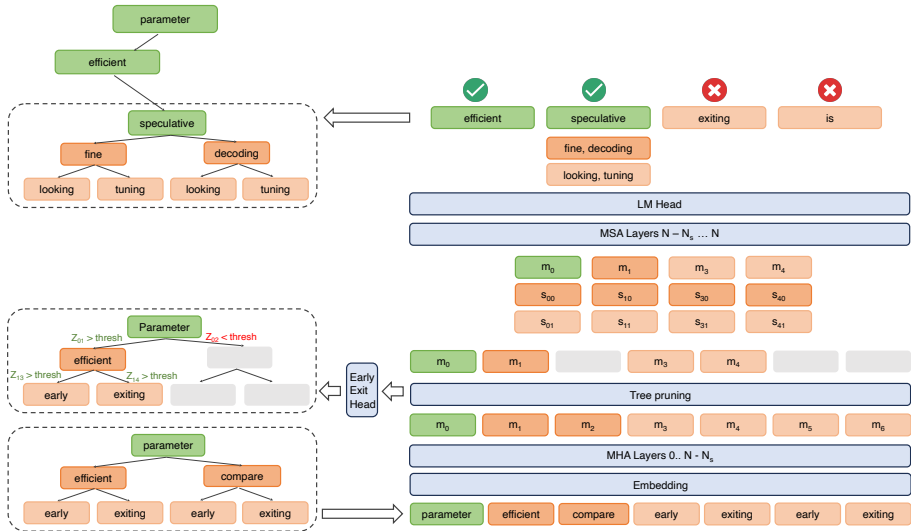 parameter
efficient
speculative
fine
decoding
looking
tuning
looking
tuning
efficient
speculative
exiting
is
fine, decoding
looking, tuning
LM Head
MSA Layers N – Nₛ ... N
m₀
m₁
m₃
m₄
s₀₀
s₁₀
s₃₀
s₄₀
s₀₁
s₁₁
s₃₁
s₄₁
Parameter
Z₀₁ > thresh
Z₀₂ < thresh
efficient
Z₁₃ > thresh
Z₁₄ > thresh
early
exiting
Early
Exit
Head
m₀
m₁
m₃
m₄
Tree pruning
m₀
m₁
m₂
m₃
m₄
m₅
m₆
MHA Layers 0.. N - Nₛ
Embedding
parameter
efficient
compare
early
exiting
early
exiting
parameter
efficient
compare
early
exiting
early
exiting